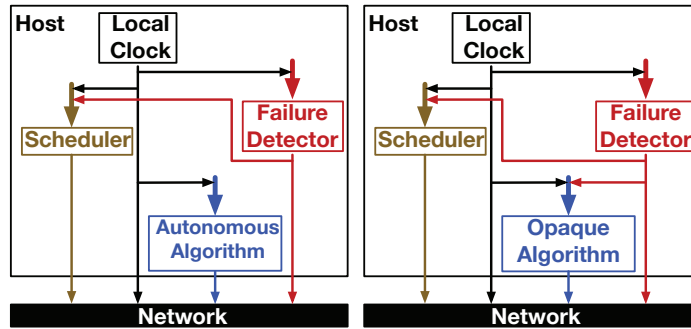 Host
Local
Clock
Scheduler
Failure
Detector
Autonomous
Algorithm
Network
Host
Local
Clock
Scheduler
Failure
Detector
Opaque
Algorithm
Network